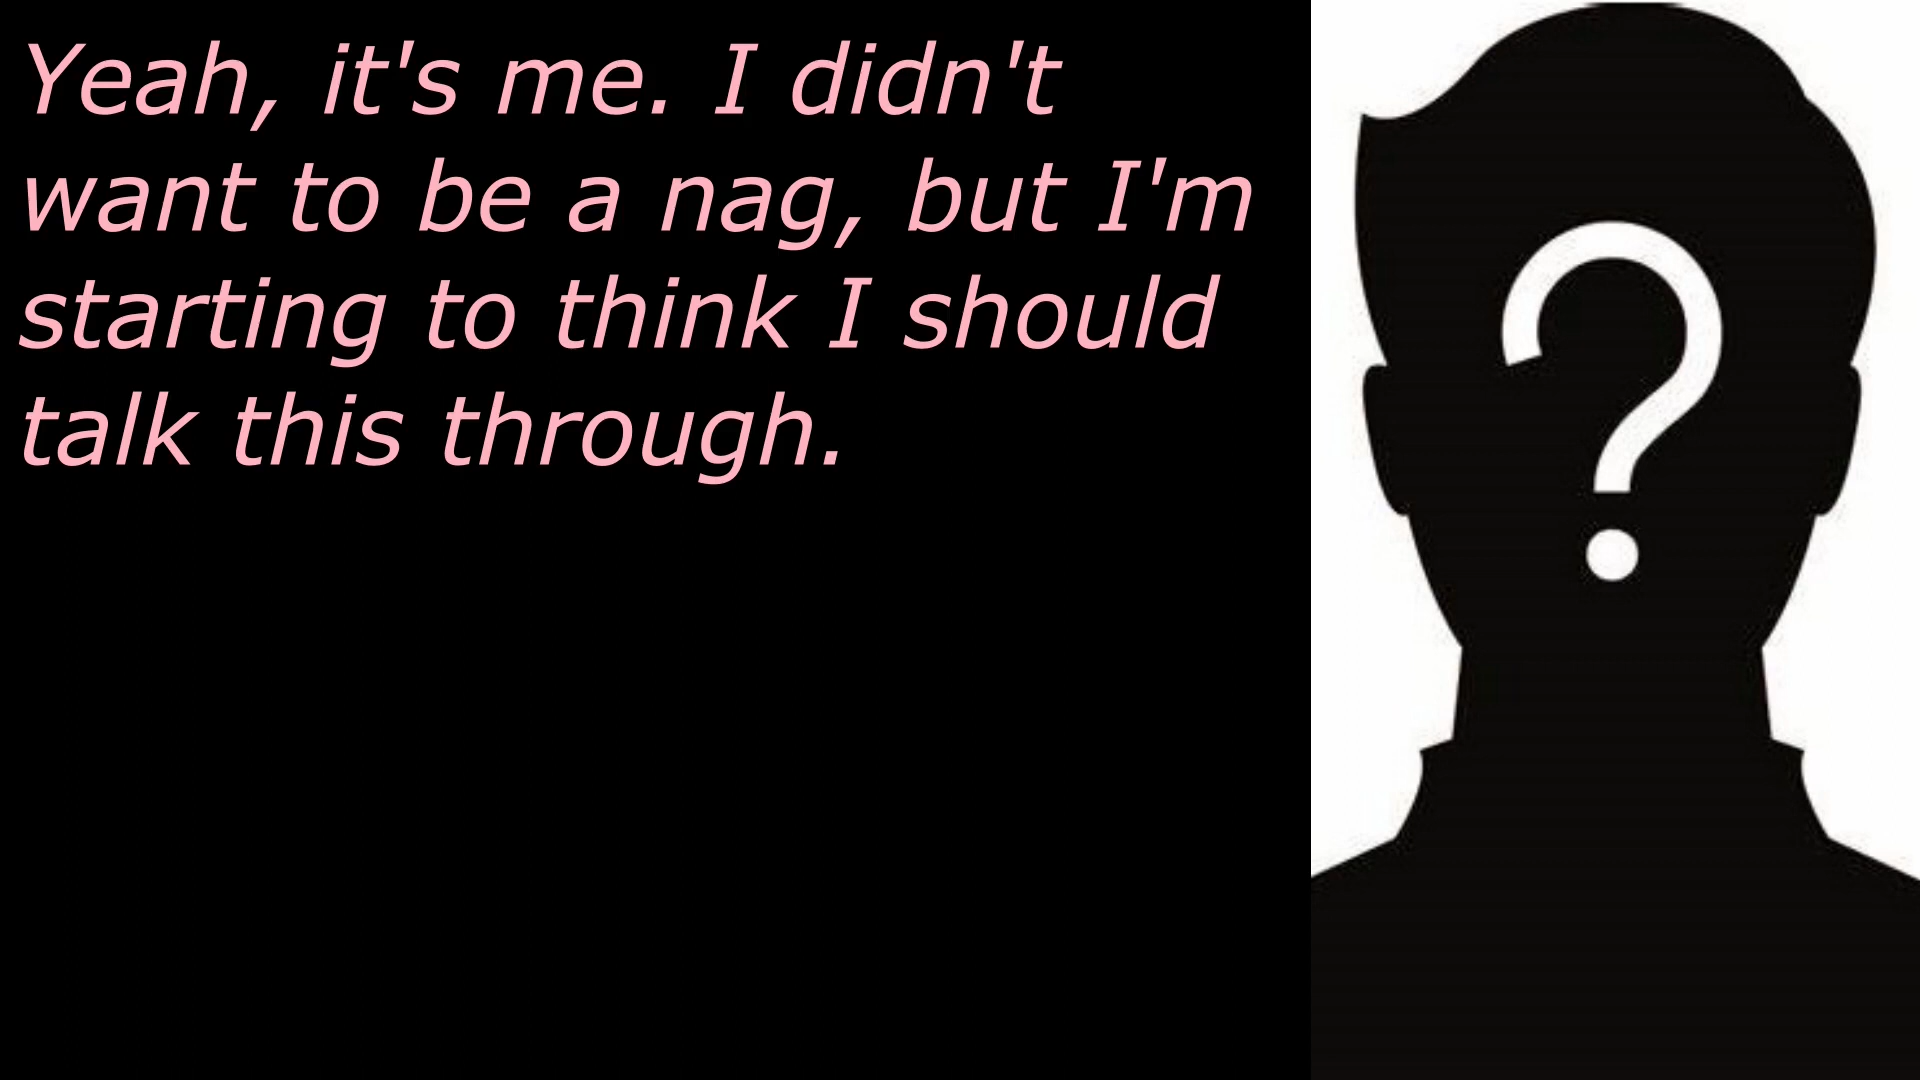 Yeah, it's me. I didn't
want to be a nag, but I'm
starting to think I should
talk this through.
?